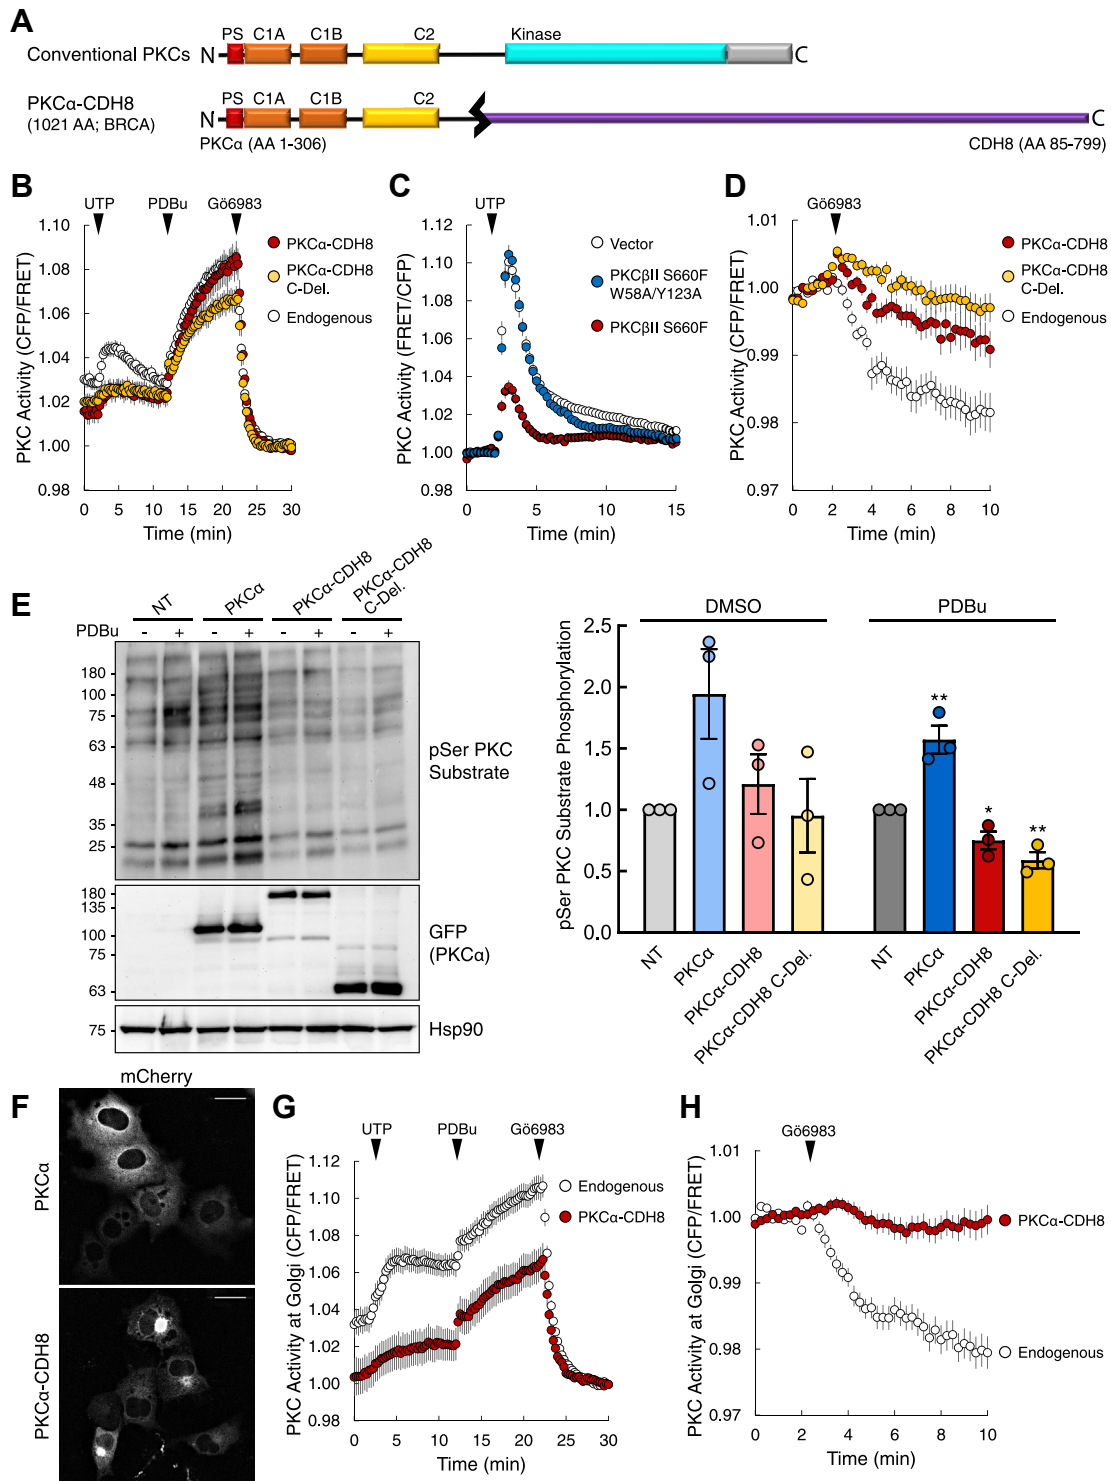 A
PS C1A C1B C2 Kinase
Conventional PKCs N C
PKCα-CDH8
(1021 AA; BRCA)
PS C1A C1B C2
N C
PKCα (AA 1-306) CDH8 (AA 85-799)
B
UTP PDBu Gö6983
PKC Activity (CFP/FRET)
1.10
1.08
1.06
1.04
1.02
1.00
0.98
0 5 10 15 20 25 30
Time (min)
PKCα-CDH8
PKCα-CDH8
C-Del.
Endogenous
C
UTP
PKC Activity (FRET/CFP)
1.12
1.10
1.08
1.06
1.04
1.02
1.00
0.98
0 5 10 15
Time (min)
Vector
PKCβII S660F
W58A/Y123A
PKCβII S660F
D
Gö6983
PKC Activity (CFP/FRET)
1.01
1.00
0.99
0.98
0.97
0 2 4 6 8 10
Time (min)
PKCα-CDH8
PKCα-CDH8
C-Del.
Endogenous
E
NT PKCα PKCα-CDH8 PKCα-CDH8
C-Del.
PDBu - + - + - + - +
180
100
75
63
48
35
25
pSer PKC
Substrate
180
135
100
75
63
GFP
(PKCα)
75
Hsp90
DMSO PDBu
pSer PKC Substrate Phosphorylation
2.5
2.0
1.5
1.0
0.5
0.0
** * **
NT PKCα PKCα-CDH8 PKCα-CDH8 C-Del.
NT PKCα PKCα-CDH8 PKCα-CDH8 C-Del.
F
mCherry
PKCα
PKCα-CDH8
G
UTP PDBu Gö6983
PKC Activity at Golgi (CFP/FRET)
1.12
1.10
1.08
1.06
1.04
1.02
1.00
0.98
0 5 10 15 20 25 30
Time (min)
Endogenous
PKCα-CDH8
H
Gö6983
PKC Activity at Golgi (CFP/FRET)
1.01
1.00
0.99
0.98
0.97
0 2 4 6 8 10
Time (min)
PKCα-CDH8
Endogenous